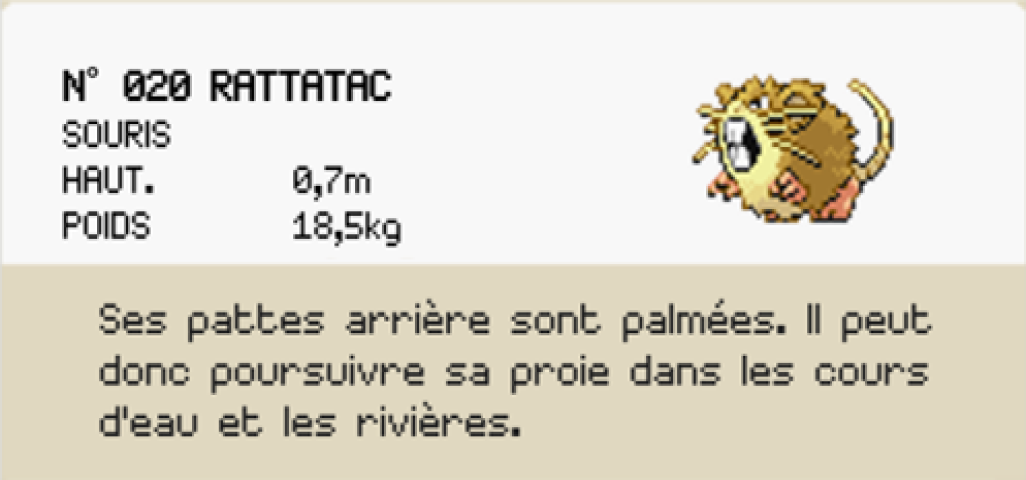 N° 020 RATTATAC
SOURIS
HAUT. 0,7m
POIDS 18,5kg
Ses pattes arrière sont palmées. Il peut
donc poursuivre sa proie dans les cours
d'eau et les rivières.